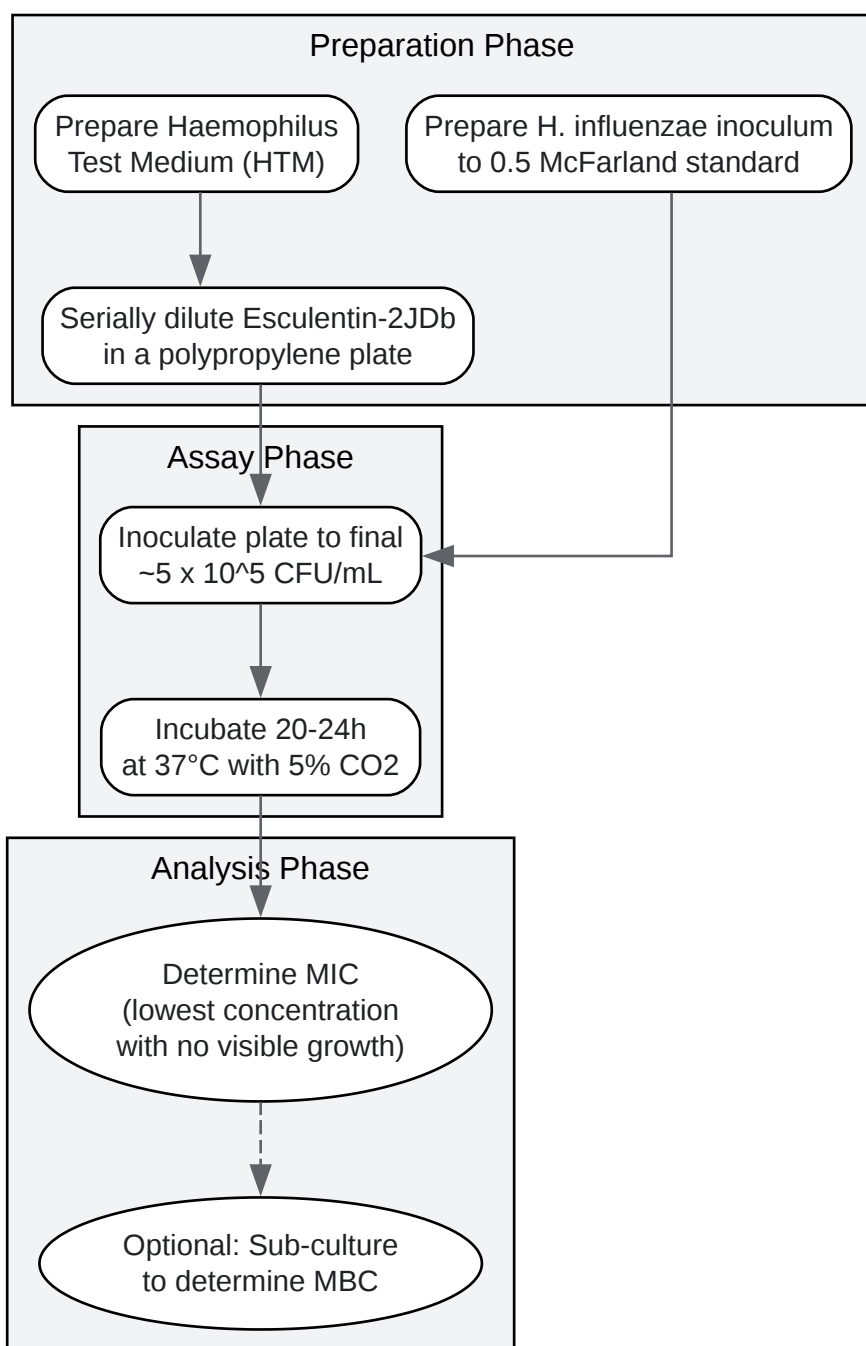 Preparation Phase
Prepare Haemophilus
Test Medium (HTM)
Prepare H. influenzae inoculum
to 0.5 McFarland standard
Serially dilute Esculentin-2JDb
in a polypropylene plate
Assay Phase
Inoculate plate to final
~5 x 10^5 CFU/mL
Incubate 20-24h
at 37°C with 5% CO2
Analysis Phase
Determine MIC
(lowest concentration
with no visible growth)
Optional: Sub-culture
to determine MBC